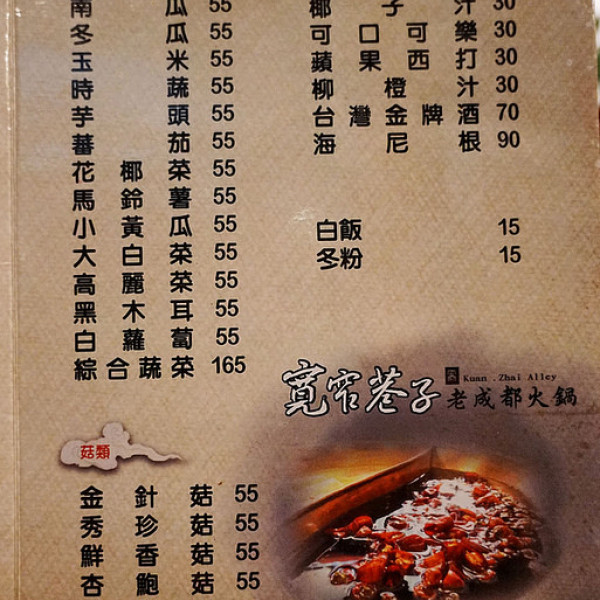 南瓜 55
冬瓜 55
玉米 55
時蔬 55
芋頭 55
蕃茄 55
花椰菜 55
馬鈴薯 55
小黃瓜 55
大白菜 55
高麗菜 55
黑木耳 55
白蘿蔔 55
綜合蔬菜 165
菇類
金針菇 55
秀珍菇 55
鮮香菇 55
杏鮑菇 55
椰子汁 30
可口可樂 30
蘋果西打 30
柳橙汁 30
台灣金牌酒 70
海尼根 90
白飯 15
冬粉 15
寬窄巷子
Kuan . Zhai Alley
老成都火鍋